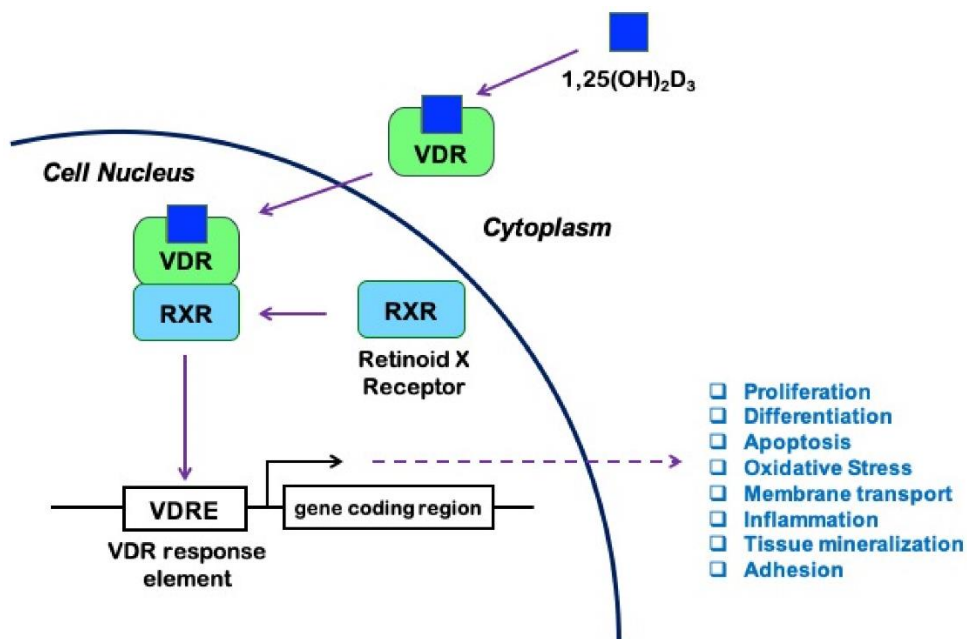 1,25(OH)₂D₃
VDR
Cell Nucleus
Cytoplasm
VDR
RXR
RXR
Retinoid X
Receptor
Proliferation
Differentiation
Apoptosis
Oxidative Stress
Membrane transport
Inflammation
Tissue mineralization
Adhesion
VDRE
gene coding region
VDR response
element